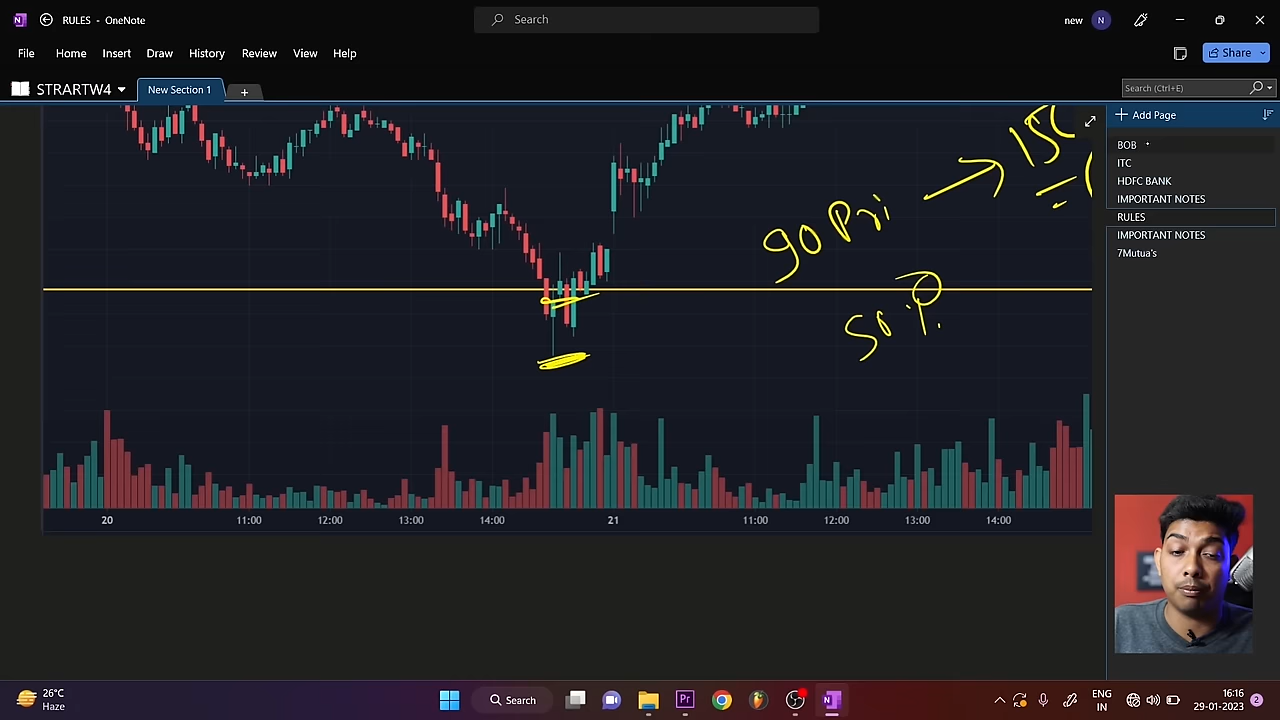 RULES - OneNote
Search
new
N
File
Home
Insert
Draw
History
Review
View
Help
Share
STRARTW4
New Section 1
+
Search (Ctrl+E)
Add Page
BOB
ITC
HDFC BANK
IMPORTANT NOTES
RULES
IMPORTANT NOTES
7Mutua's
90 Pri →
20
11:00
12:00
13:00
14:00
21
11:00
12:00
13:00
14:00
26°C
Haze
Search
Pr
N
ENG
IN
16:16
29-01-2023
2